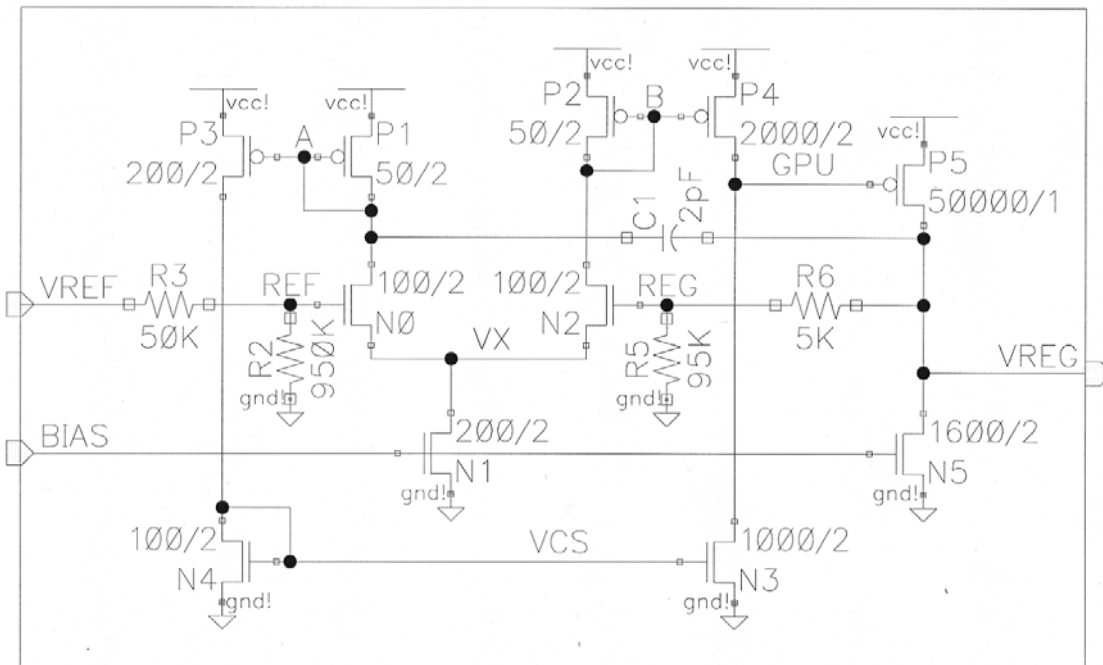 vcc!
vcc!
P2
B
P4
vcc!
vcc!
50/2
2000/2
vcc!
P3
A
P1
GPU
P5
200/2
50/2
50000/1
C1
2pF
VREF
R3
REF
100/2
100/2
REG
R6
50K
N0
N2
5K
R2
950K
VX
R5
95K
VREG
gnd!
gnd!
BIAS
200/2
1600/2
N1
N5
gnd!
gnd!
100/2
VCS
1000/2
N4
N3
gnd!
gnd!